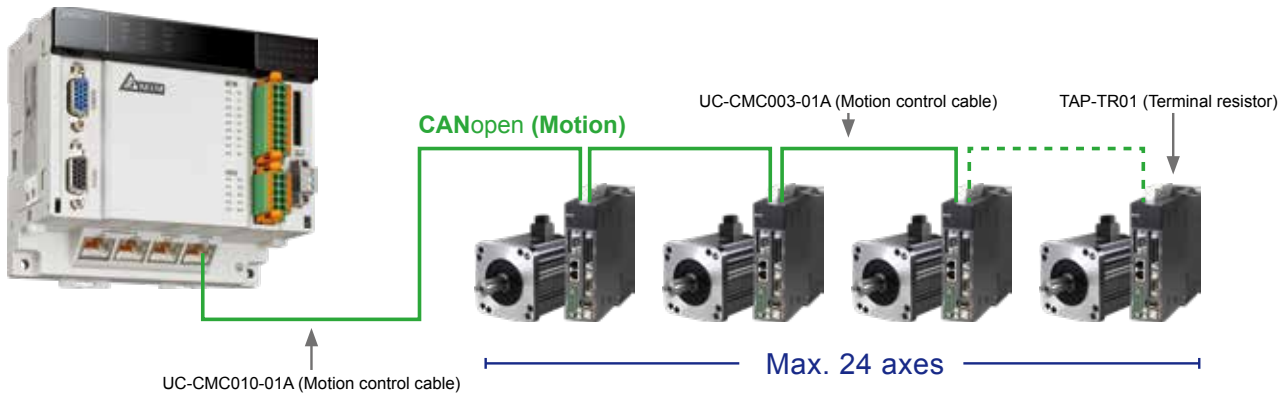 UC-CMC003-01A (Motion control cable)
TAP-TR01 (Terminal resistor)
CANopen (Motion)
Max. 24 axes
UC-CMC010-01A (Motion control cable)